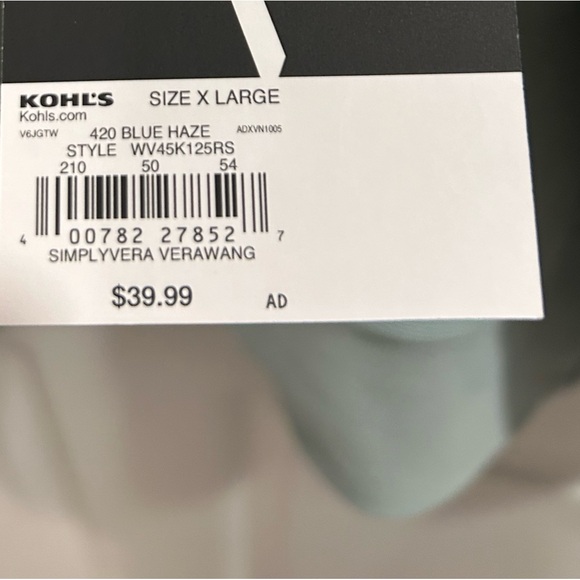 KOHL'S SIZE X LARGE
Kohls.com
V6JGTW 420 BLUE HAZE ADXVN1005
STYLE WV45K125RS
210 50 54
4 00782 27852 7
SIMPLYVERA VERAWANG
$39.99 AD